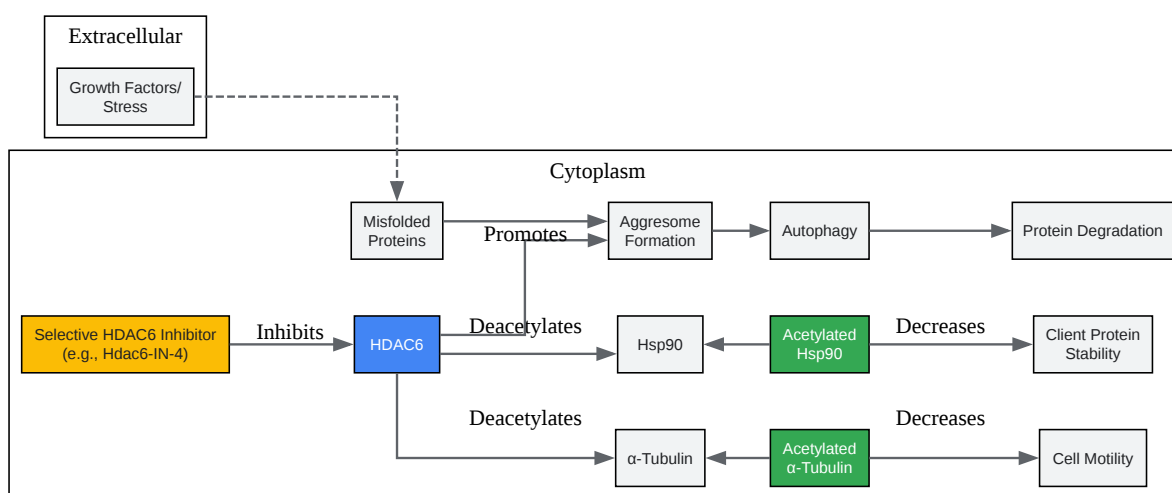 Extracellular
Growth Factors/
Stress
Cytoplasm
Misfolded
Proteins
Promotes
Aggresome
Formation
Autophagy
Protein Degradation
Selective HDAC6 Inhibitor
(e.g., Hdac6-IN-4)
Inhibits
HDAC6
Deacetylates
Hsp90
Acetylated
Hsp90
Decreases
Client Protein
Stability
Deacetylates
α-Tubulin
Acetylated
α-Tubulin
Decreases
Cell Motility